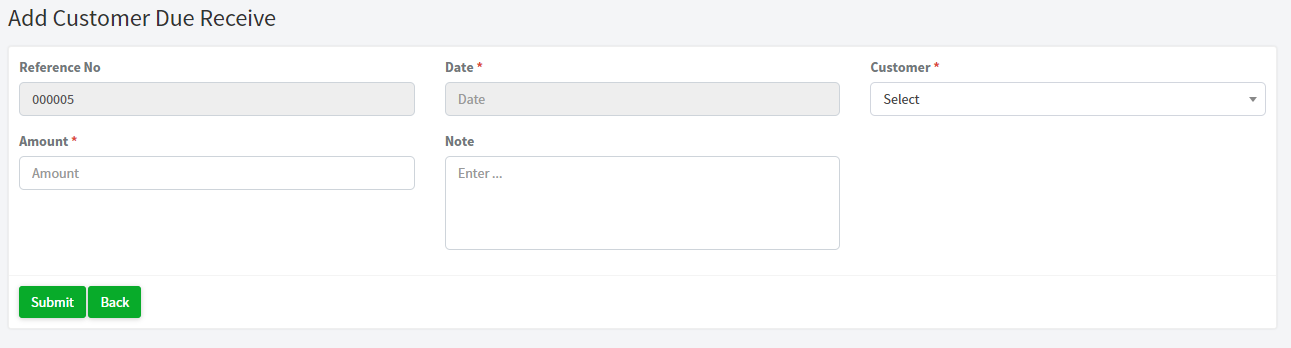 Add Customer Due Receive
Reference No
Date *
Customer *
000005
Date
Select
Amount *
Note
Amount
Enter ...
Submit
Back